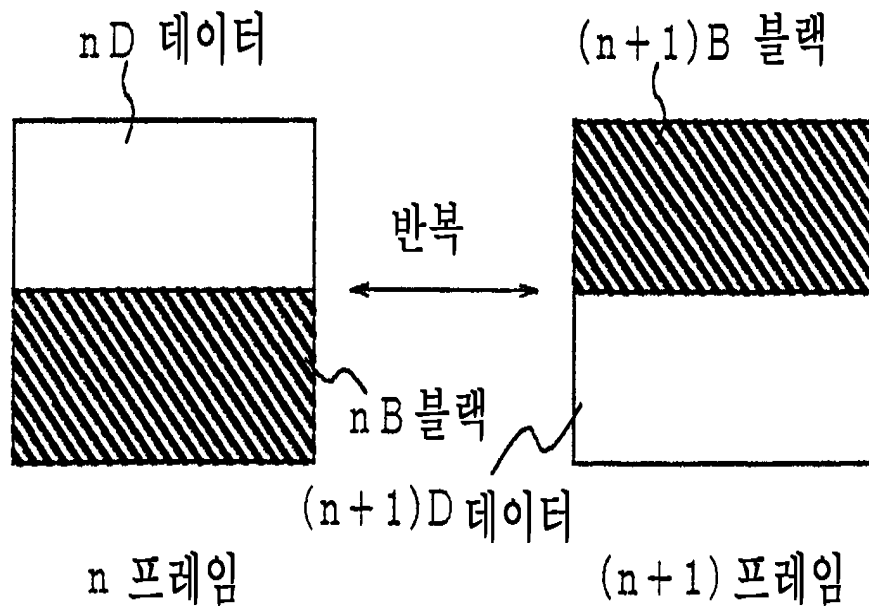 nD 데이터
(n+1)B 블랙
반복
nB 블랙
(n+1)D 데이터
n 프레임
(n+1) 프레임